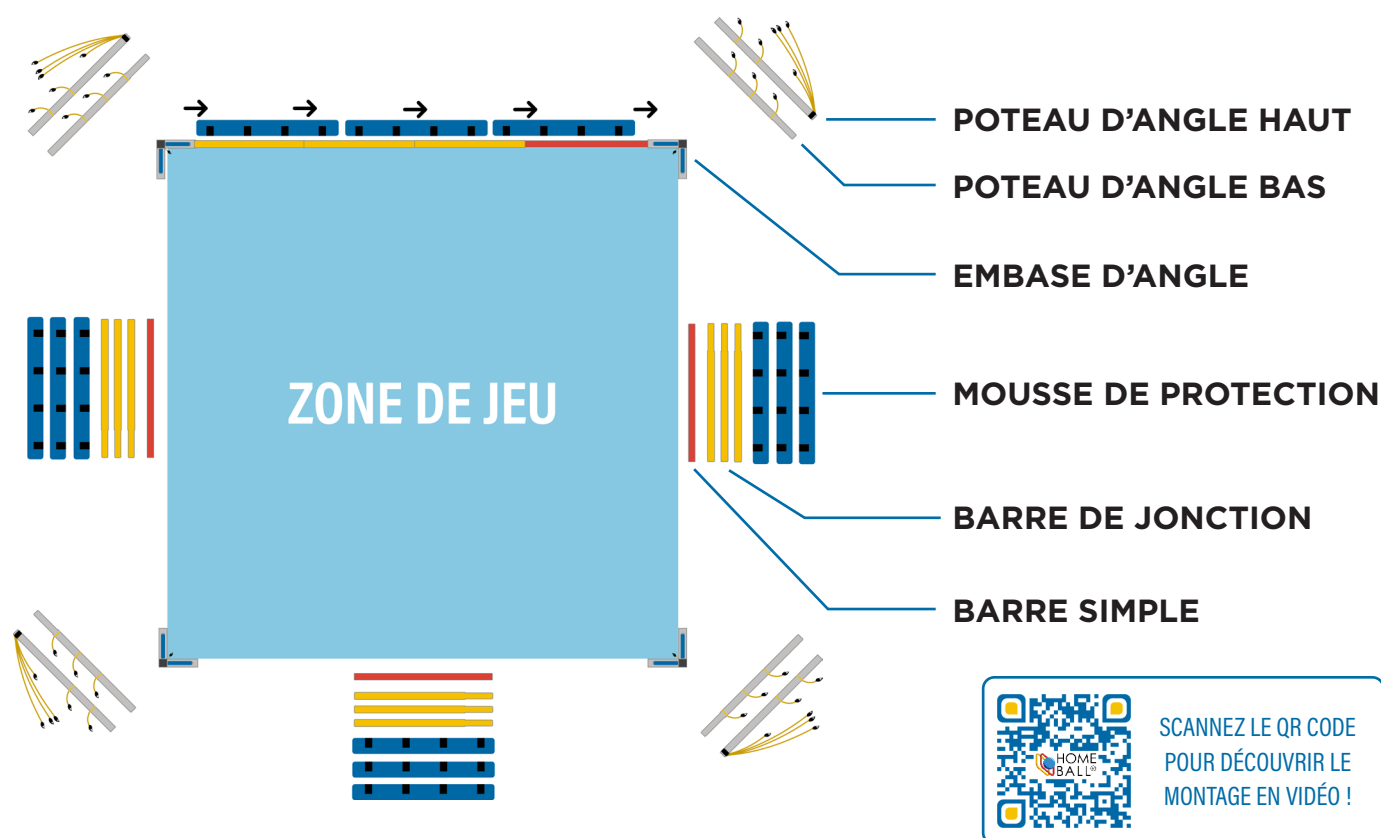 POTEAU D’ANGLE HAUT
POTEAU D’ANGLE BAS
EMBASE D’ANGLE
ZONE DE JEU
MOUSSE DE PROTECTION
BARRE DE JONCTION
BARRE SIMPLE
HOME
BALL®
SCANNEZ LE QR CODE
POUR DÉCOUVRIR LE
MONTAGE EN VIDÉO !